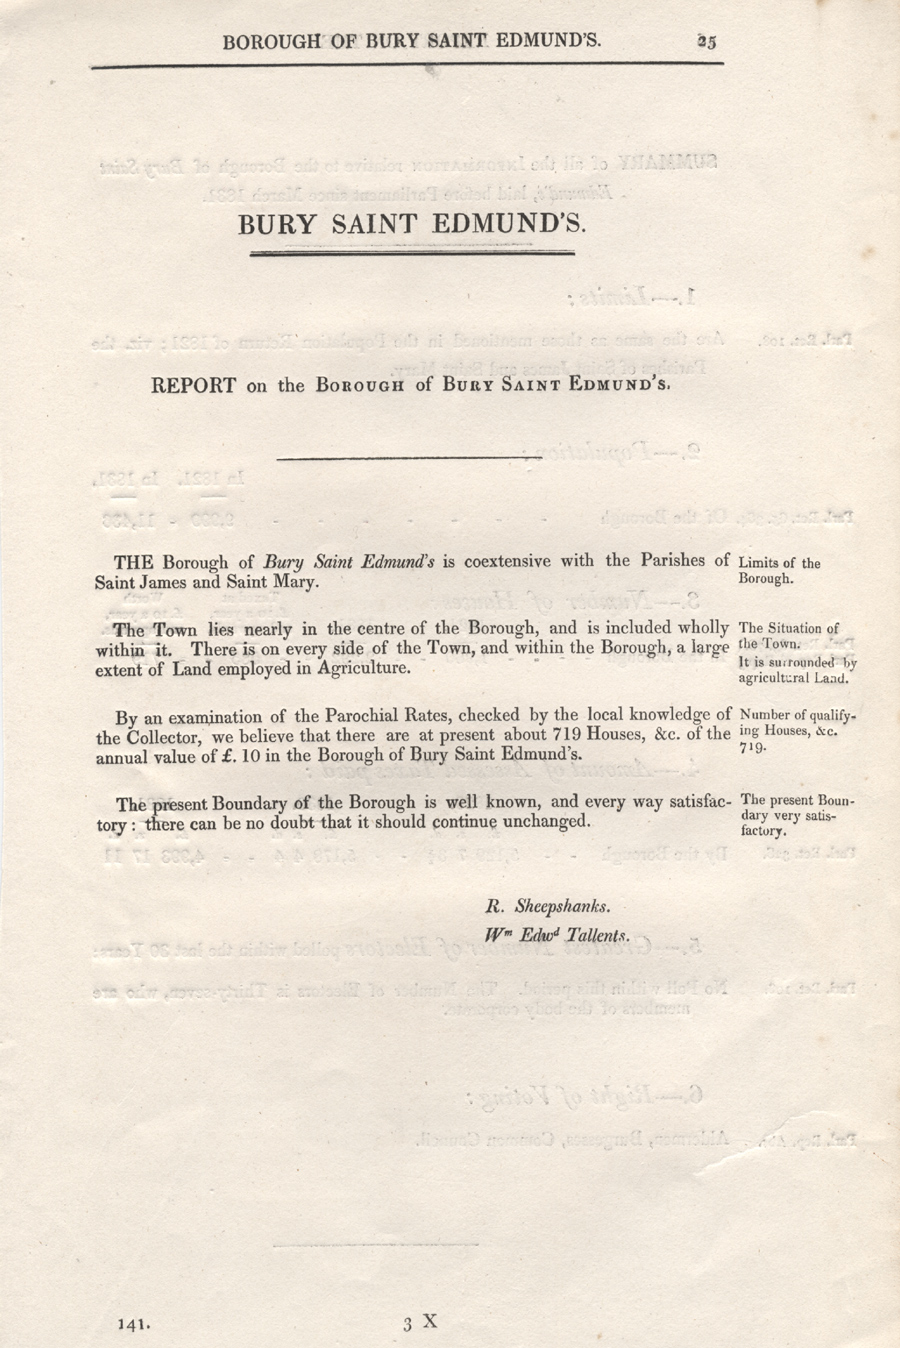 BOROUGH OF BURY SAINT EDMUND'S. 25
BURY SAINT EDMUND'S.
REPORT on the BOROUGH of BURY SAINT EDMUND's.
THE Borough of Bury Saint Edmund's is coextensive with the Parishes of
Saint James and Saint Mary.
Limits of the
Borough.
The Town lies nearly in the centre of the Borough, and is included wholly
within it. There is on every side of the Town, and within the Borough, a large
extent of Land employed in Agriculture.
The Situation of
the Town.
It is surrounded by
agricultural Land.
By an examination of the Parochial Rates, checked by the local knowledge of
the Collector, we believe that there are at present about 719 Houses, &c. of the
annual value of £. 10 in the Borough of Bury Saint Edmund's.
Number of qualify-
ing Houses, &c.
719.
The present Boundary of the Borough is well known, and every way satisfac-
tory : there can be no doubt that it should continue unchanged.
The present Boun-
dary very satis-
factory.
R. Sheepshanks.
Wm Edwd Tallents.
141. 3 X